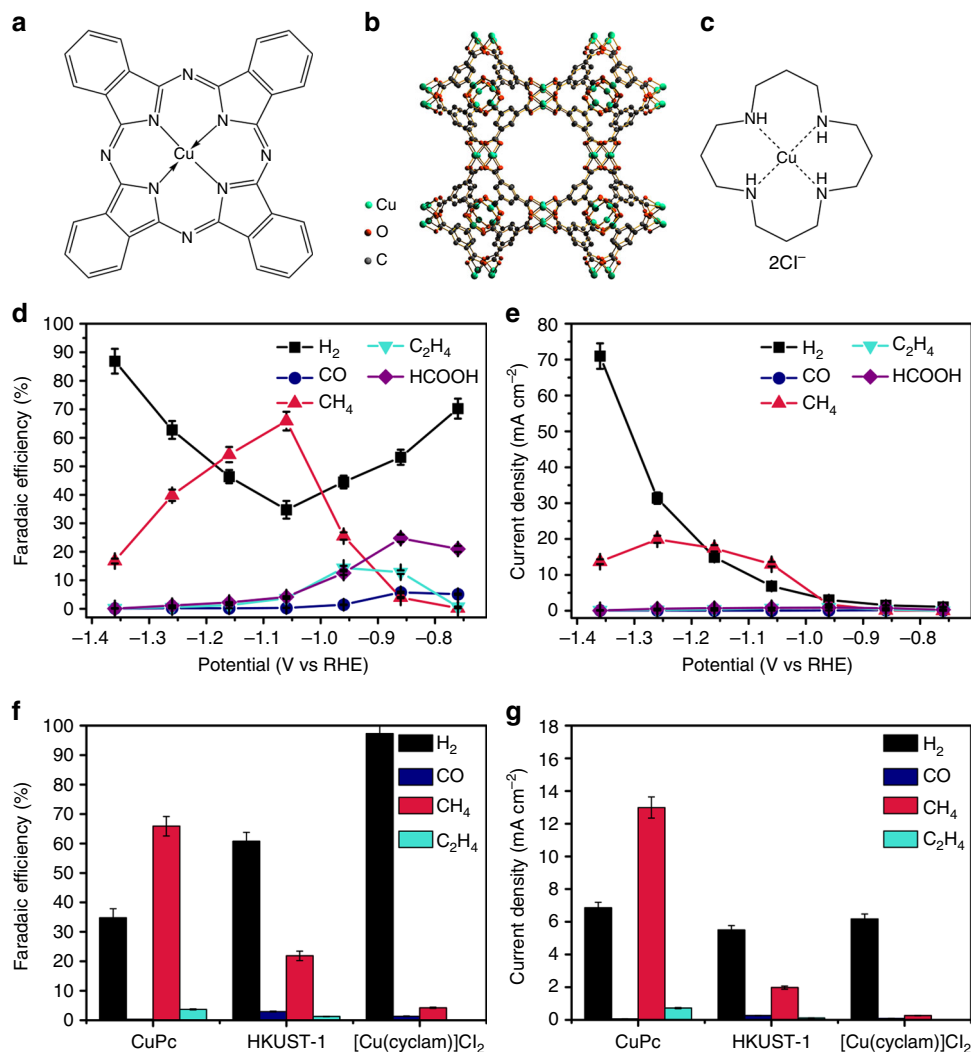 a
b
c
N
N
N
N
Cu
N
N
N
N
Cu
O
C
NH
N
H
Cu
H
N
H
N
2Cl⁻
d
100
90
80
70
60
50
40
30
20
10
0
Faradaic efficiency (%)
H₂
CO
CH₄
C₂H₄
HCOOH
−1.4 −1.3 −1.2 −1.1 −1.0 −0.9 −0.8
Potential (V vs RHE)
e
80
70
60
50
40
30
20
10
0
Current density (mA cm⁻²)
H₂
CO
CH₄
C₂H₄
HCOOH
−1.4 −1.3 −1.2 −1.1 −1.0 −0.9 −0.8
Potential (V vs RHE)
f
100
90
80
70
60
50
40
30
20
10
0
Faradaic efficiency (%)
H₂
CO
CH₄
C₂H₄
CuPc HKUST-1 [Cu(cyclam)]Cl₂
g
18
16
14
12
10
8
6
4
2
0
Current density (mA cm⁻²)
H₂
CO
CH₄
C₂H₄
CuPc HKUST-1 [Cu(cyclam)]Cl₂